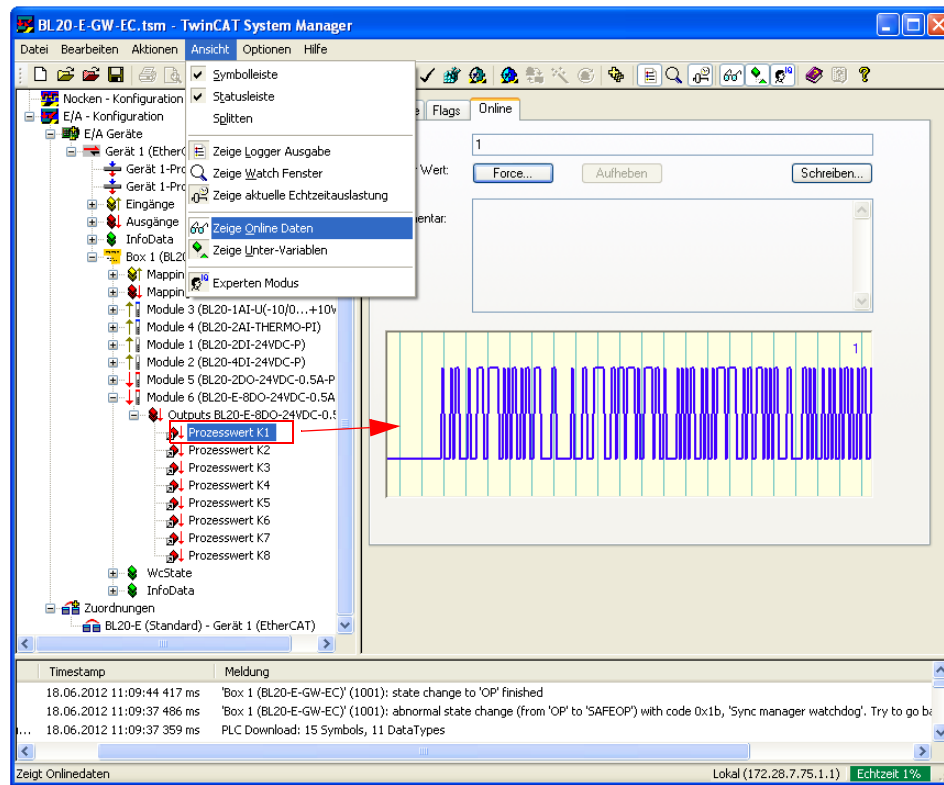 BL20-E-GW-EC.tsm - TwinCAT System Manager
Datei Bearbeiten Aktionen Ansicht Optionen Hilfe
Symbolleiste
Statusleiste
Splitten
Zeige Logger Ausgabe
Zeige Watch Fenster
Zeige aktuelle Echtzeitauslastung
Zeige Online Daten
Zeige Unter-Variablen
Experten Modus
Nocken - Konfiguration
E/A - Konfiguration
E/A Geräte
Gerät 1 (EtherC
Gerät 1-Pro
Gerät 1-Pro
Eingänge
Ausgänge
InfoData
Box 1 (BL20
Mapping
Mapping
Module 3 (BL20-1AI-U(-10/0...+10V
Module 4 (BL20-2AI-THERMO-PI)
Module 1 (BL20-2DI-24VDC-P)
Module 2 (BL20-4DI-24VDC-P)
Module 5 (BL20-2DO-24VDC-0.5A-P
Module 6 (BL20-E-8DO-24VDC-0.5A
Outputs BL20-E-8DO-24VDC-0.5
Prozesswert K1
Prozesswert K2
Prozesswert K3
Prozesswert K4
Prozesswert K5
Prozesswert K6
Prozesswert K7
Prozesswert K8
WcState
InfoData
Zuordnungen
BL20-E (Standard) - Gerät 1 (EtherCAT)
e Flags Online
1
Wert: Force... Aufheben Schreiben...
entar:
1
Timestamp Meldung
18.06.2012 11:09:44 417 ms 'Box 1 (BL20-E-GW-EC)' (1001): state change to 'OP' finished
18.06.2012 11:09:37 486 ms 'Box 1 (BL20-E-GW-EC)' (1001): abnormal state change (from 'OP' to 'SAFEOP') with code 0x1b, 'Sync manager watchdog'. Try to go ba
... 18.06.2012 11:09:37 359 ms PLC Download: 15 Symbols, 11 DataTypes
Zeigt Onlinedaten Lokal (172.28.7.75.1.1) Echtzeit 1%